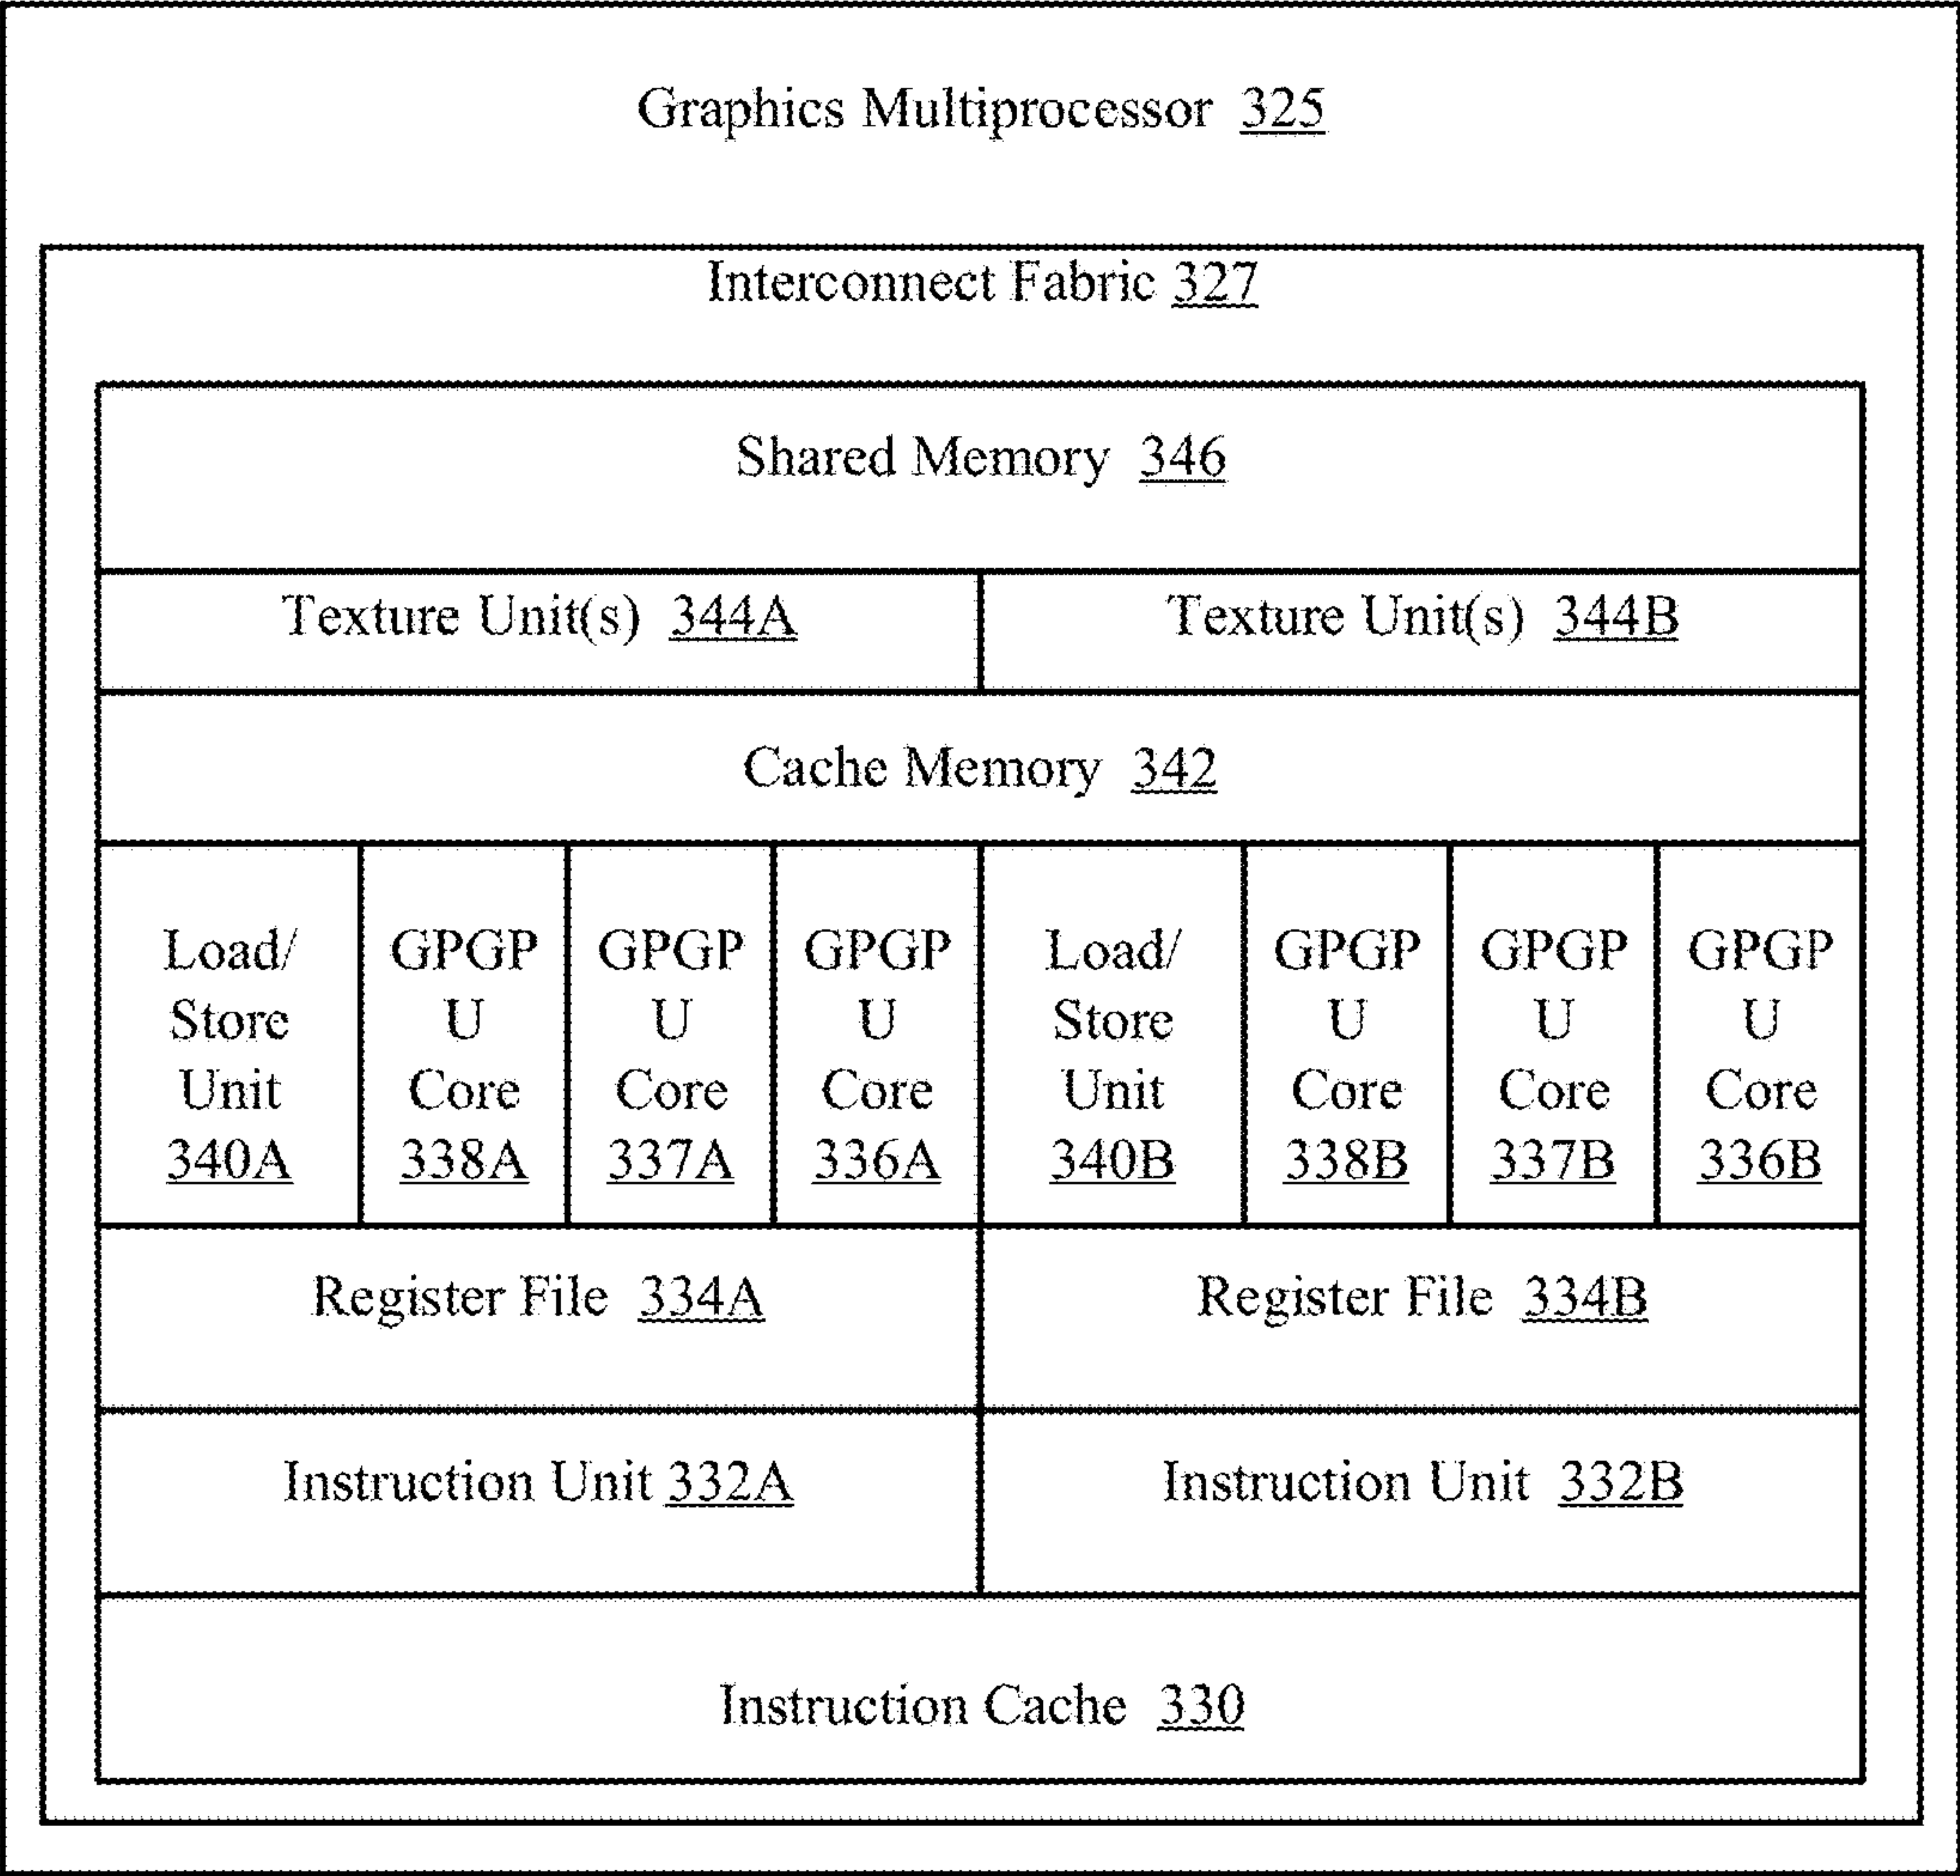 Graphics Multiprocessor 325
Interconnect Fabric 327
Shared Memory 346
Texture Unit(s) 344A
Texture Unit(s) 344B
Cache Memory 342
Load/
Store
Unit
340A
GPGP
U
Core
338A
GPGP
U
Core
337A
GPGP
U
Core
336A
Load/
Store
Unit
340B
GPGP
U
Core
338B
GPGP
U
Core
337B
GPGP
U
Core
336B
Register File 334A
Register File 334B
Instruction Unit 332A
Instruction Unit 332B
Instruction Cache 330